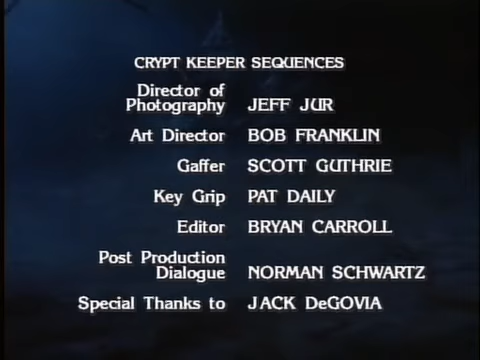 CRYPT KEEPER SEQUENCES
Director of
Photography JEFF JUR
Art Director BOB FRANKLIN
Gaffer SCOTT GUTHRIE
Key Grip PAT DAILY
Editor BRYAN CARROLL
Post Production
Dialogue NORMAN SCHWARTZ
Special Thanks to JACK DeGOVIA